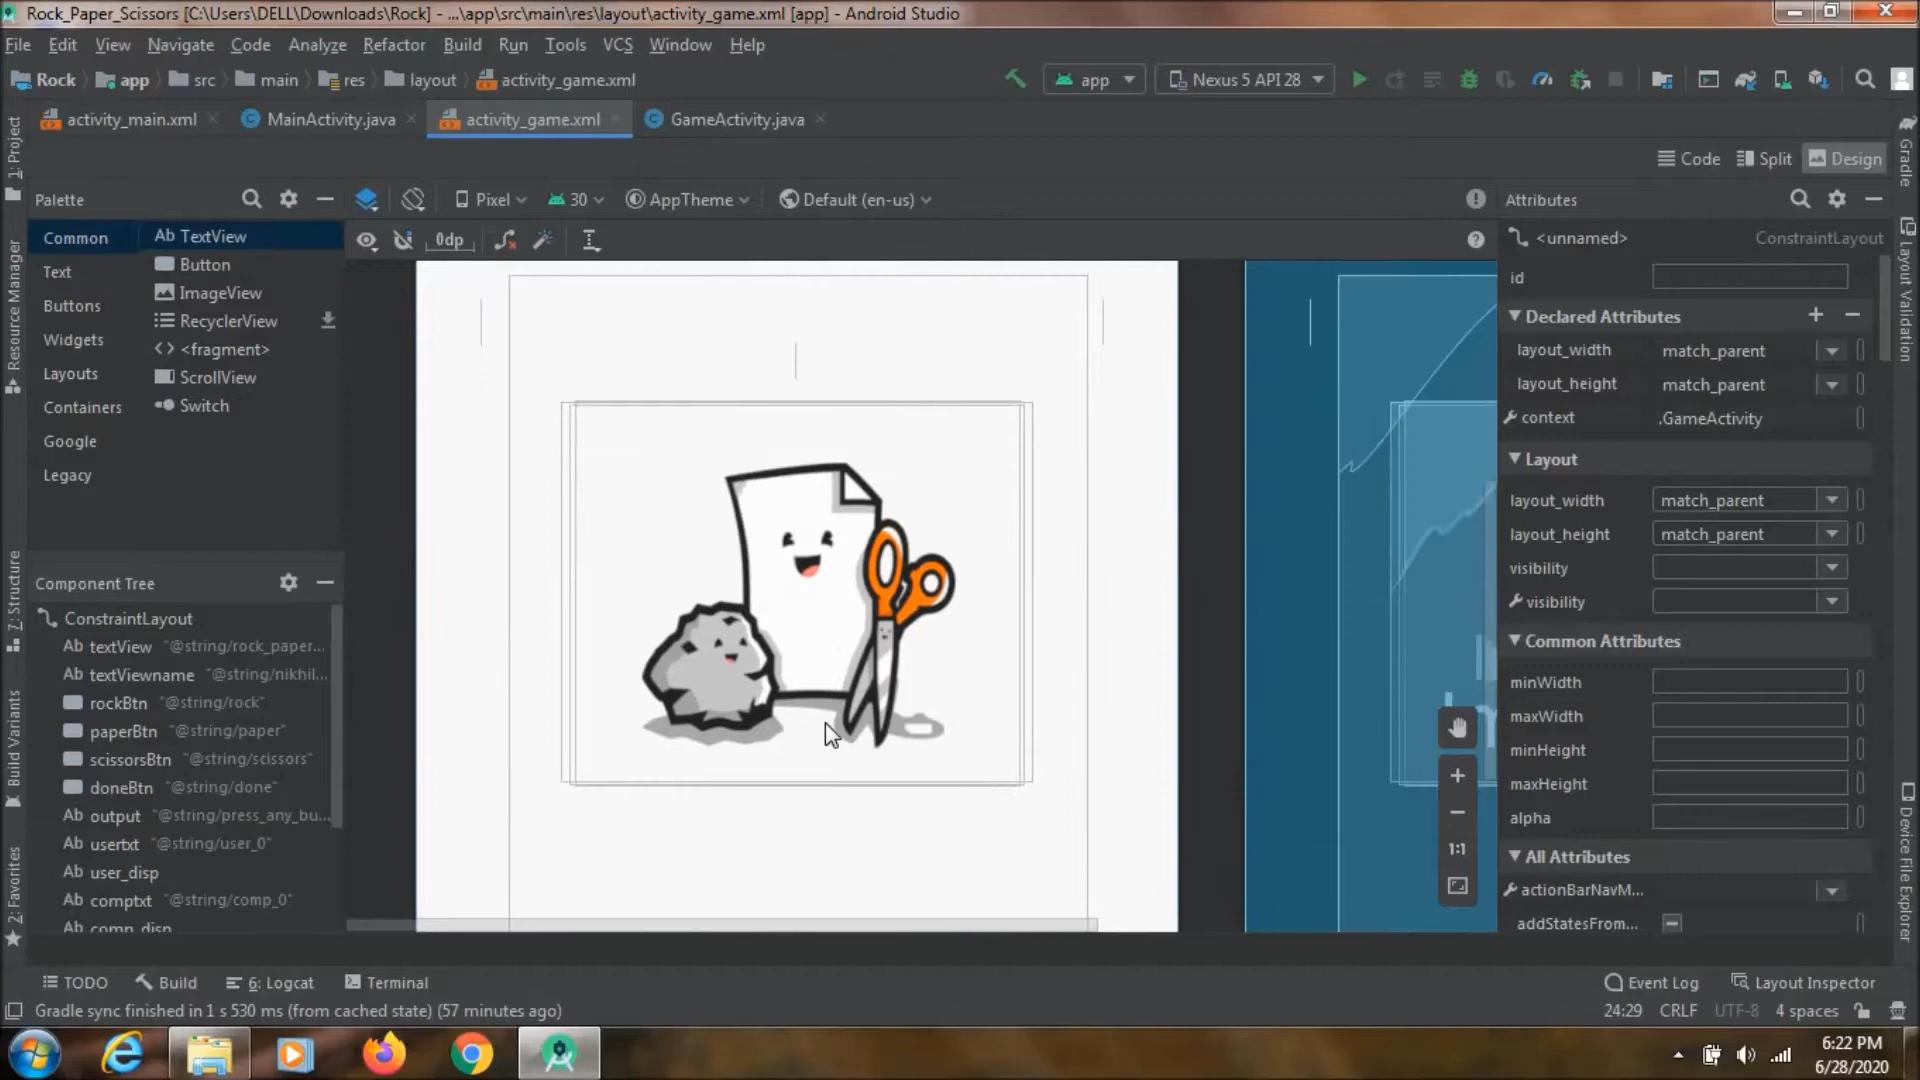 Rock_Paper_Scissors [C:\Users\DELL\Downloads\Rock] - ...\app\src\main\res\layout\activity_game.xml [app] - Android Studio
File Edit View Navigate Code Analyze Refactor Build Run Tools VCS Window Help
Rock app src main res layout activity_game.xml app Nexus 5 API 28
activity_main.xml MainActivity.java activity_game.xml GameActivity.java
Code Split Design
Palette Pixel 30 AppTheme Default (en-us) Attributes
0dp
Common
Text
Buttons
Widgets
Layouts
Containers
Google
Legacy
Ab TextView
Button
ImageView
RecyclerView
<fragment>
ScrollView
Switch
Component Tree
ConstraintLayout
Ab textView "@string/rock_paper...
Ab textViewname "@string/nikhil...
rockBtn "@string/rock"
paperBtn "@string/paper"
scissorsBtn "@string/scissors"
doneBtn "@string/done"
Ab output "@string/press_any_bu...
Ab usertxt "@string/user_0"
Ab user_disp
Ab comptxt "@string/comp_0"
Ab comp_disp
<unnamed> ConstraintLayout
id
Declared Attributes
layout_width match_parent
layout_height match_parent
context .GameActivity
Layout
layout_width match_parent
layout_height match_parent
visibility
visibility
Common Attributes
minWidth
maxWidth
minHeight
maxHeight
alpha
All Attributes
actionBarNavM...
addStatesFrom...
1:1
1: Project
Resource Manager
7: Structure
Build Variants
2: Favorites
Gradle
Layout Validation
Device File Explorer
TODO Build 6: Logcat Terminal Event Log Layout Inspector
Gradle sync finished in 1 s 530 ms (from cached state) (57 minutes ago) 24:29 CRLF UTF-8 4 spaces
6:22 PM
6/28/2020